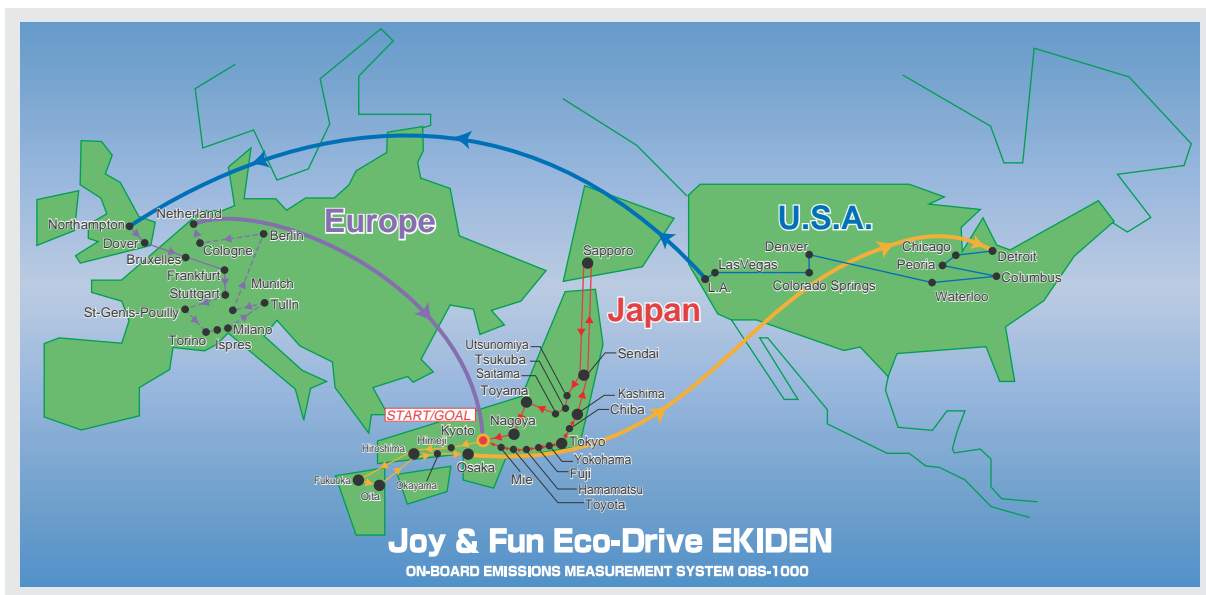 Europe
U.S.A.
Japan
Northampton
Netherland
Dover
Cologne
Berlin
Bruxelles
Frankfurt
Munich
Stuttgart
Tulln
St-Genis-Pouilly
Milano
Torino
Ispres
Sapporo
LasVegas
L.A.
Denver
Colorado Springs
Chicago
Peoria
Detroit
Columbus
Waterloo
Utsunomiya
Tsukuba
Saitama
Toyama
Sendai
Kashima
Chiba
START/GOAL
Kyoto
Nagoya
Himeji
Hiroshima
Tokyo
Osaka
Yokohama
Mie
Fuji
Fukuoka
Oita
Okayama
Hamamatsu
Toyota
Joy & Fun Eco-Drive EKIDEN
ON-BOARD EMISSIONS MEASUREMENT SYSTEM OBS-1000